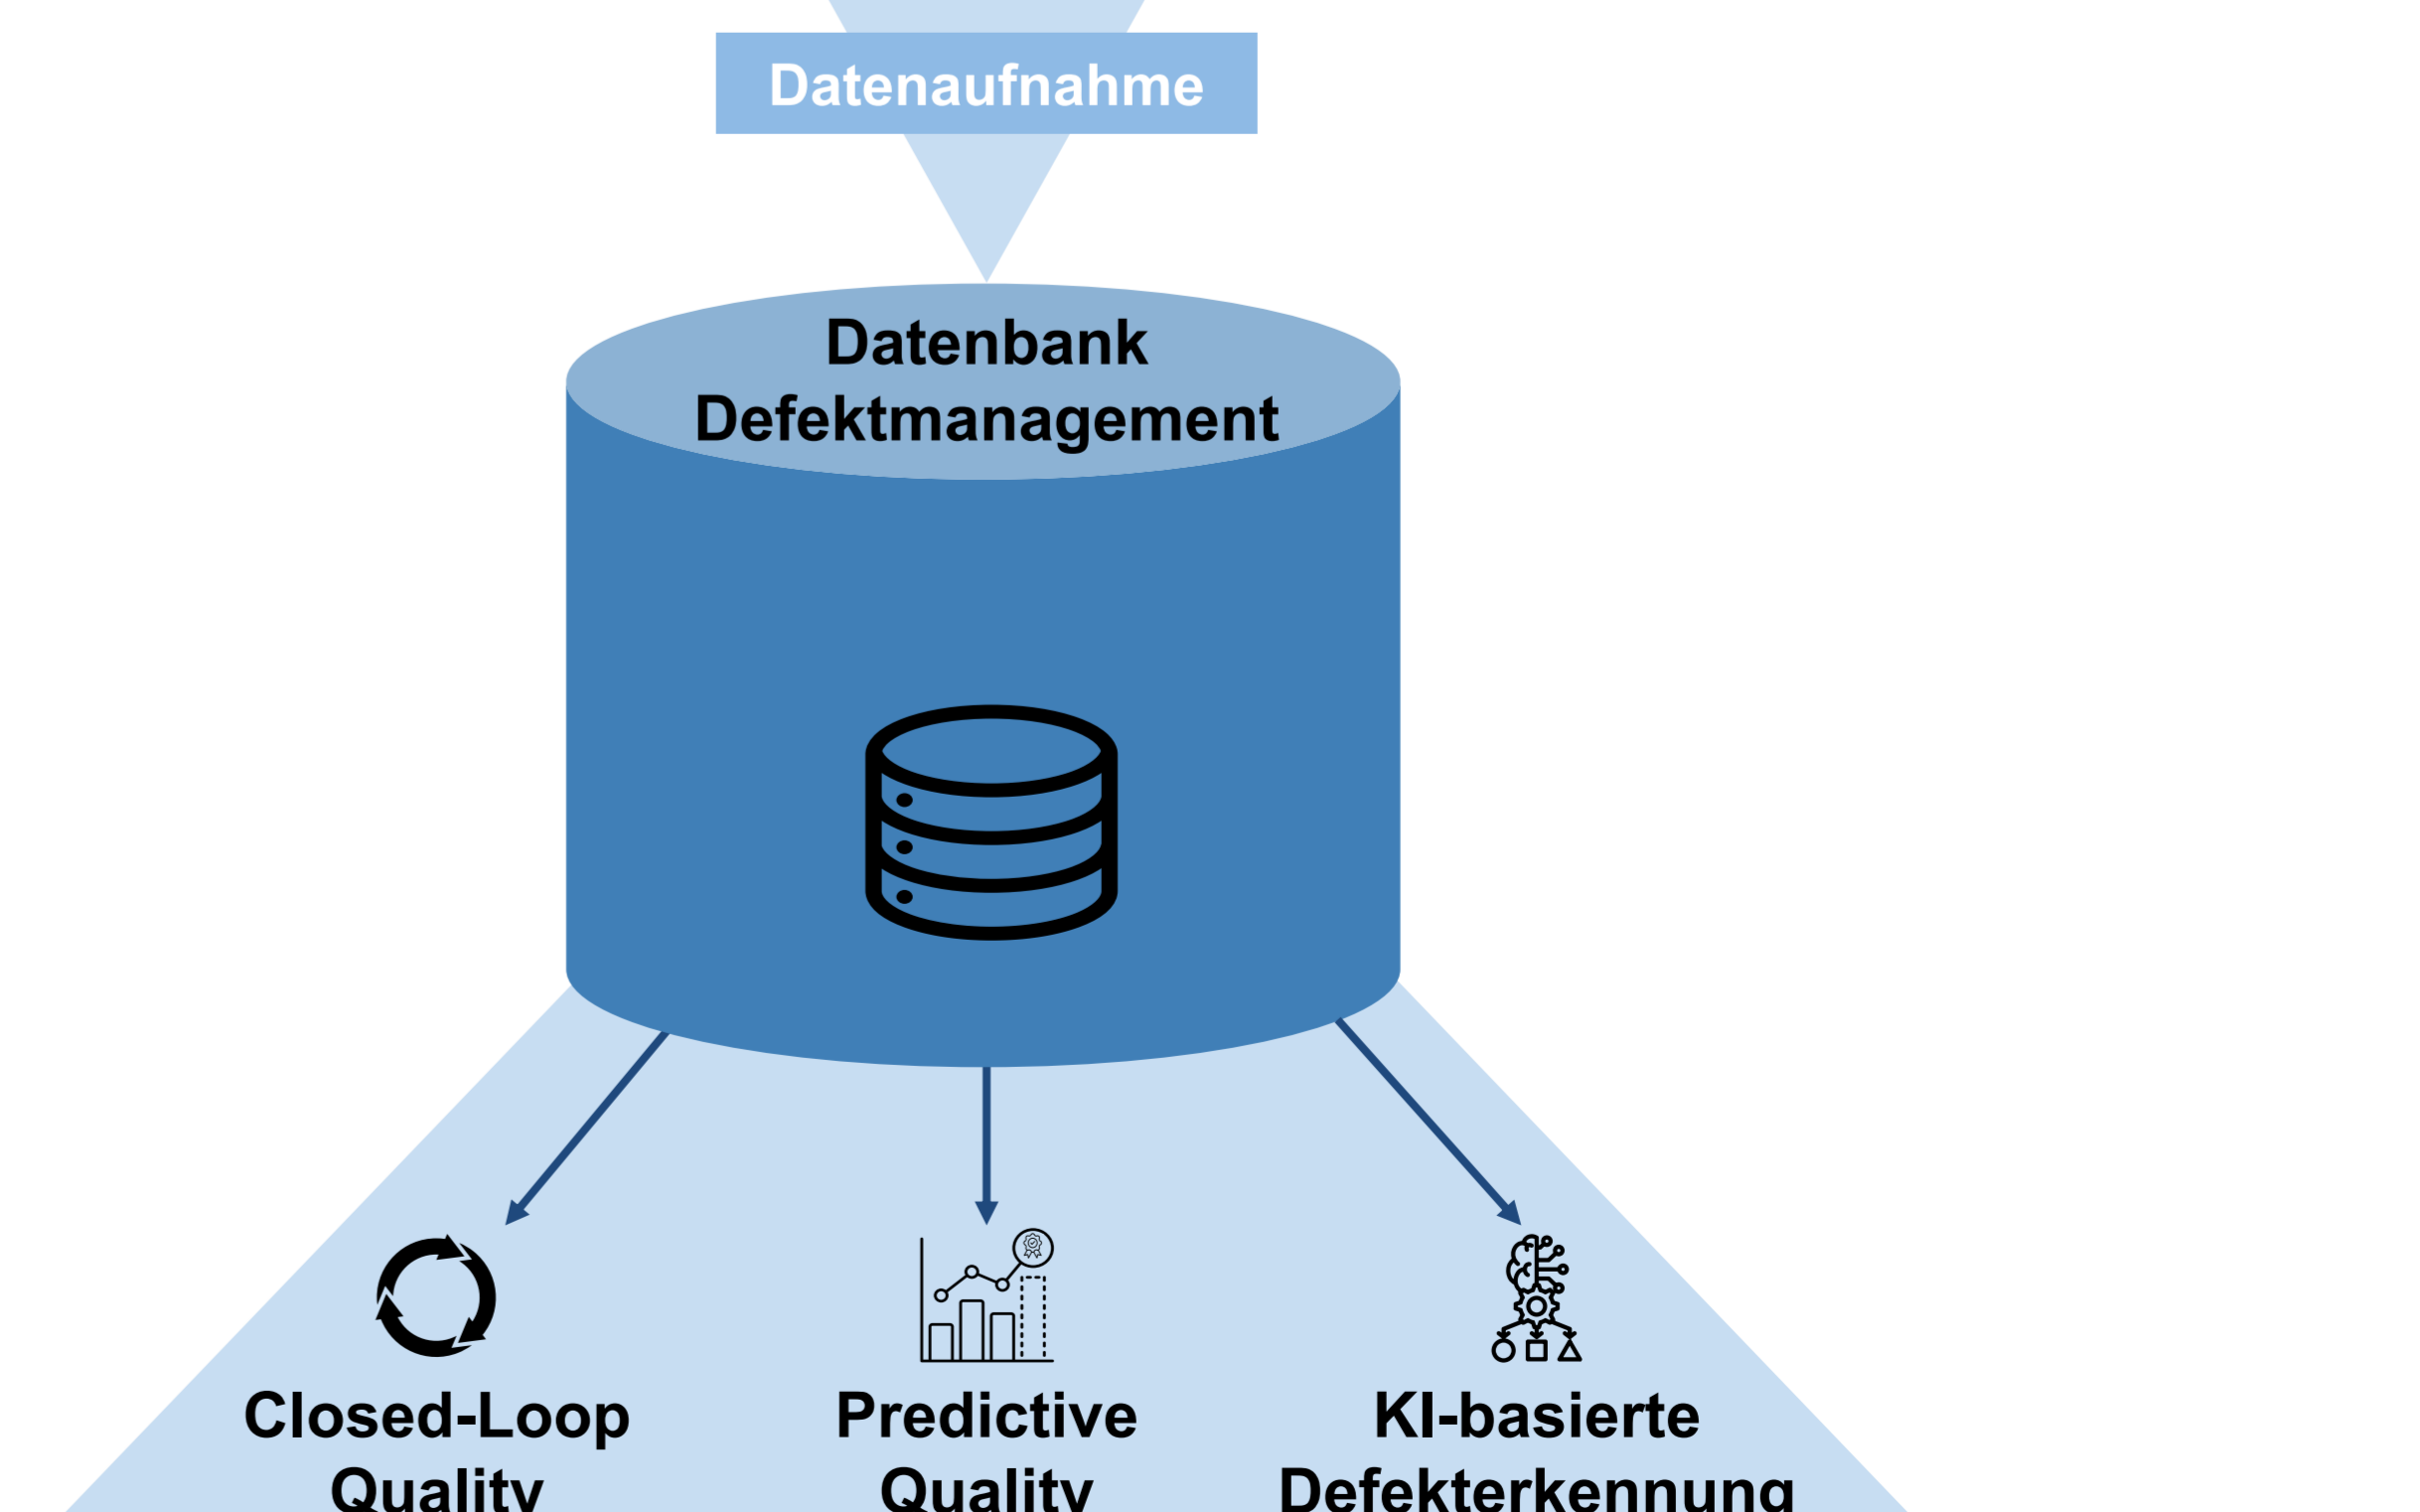 Datenaufnahme
Datenbank
Defektmanagement
Closed-Loop
Quality
Predictive
Quality
KI-basierte
Defekterkennung